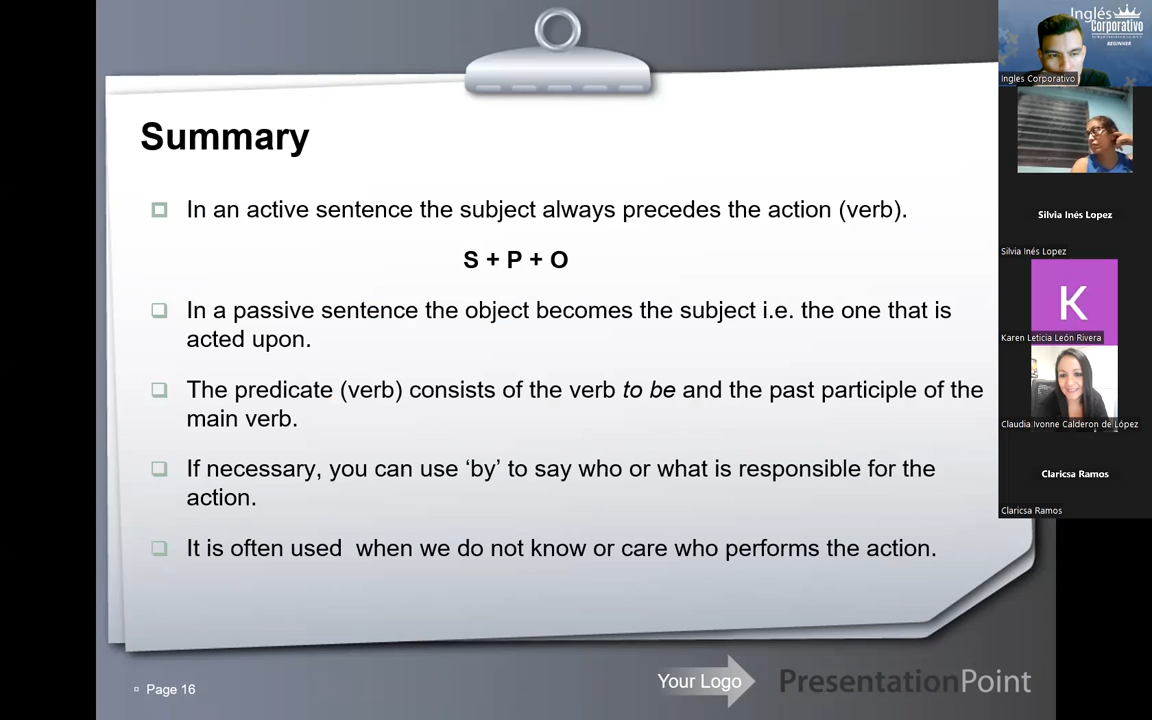 Summary
In an active sentence the subject always precedes the action (verb).
S + P + O
In a passive sentence the object becomes the subject i.e. the one that is
acted upon.
The predicate (verb) consists of the verb to be and the past participle of the
main verb.
If necessary, you can use ‘by’ to say who or what is responsible for the
action.
It is often used  when we do not know or care who performs the action.
Page 16
Your Logo
PresentationPoint
Inglés
Corporativo
BEGINNER
Ingles Corporativo
Silvia Inés Lopez
Silvia Inés Lopez
K
Karen Leticia León Rivera
Claudia Ivonne Calderon de López
Claricsa Ramos
Claricsa Ramos